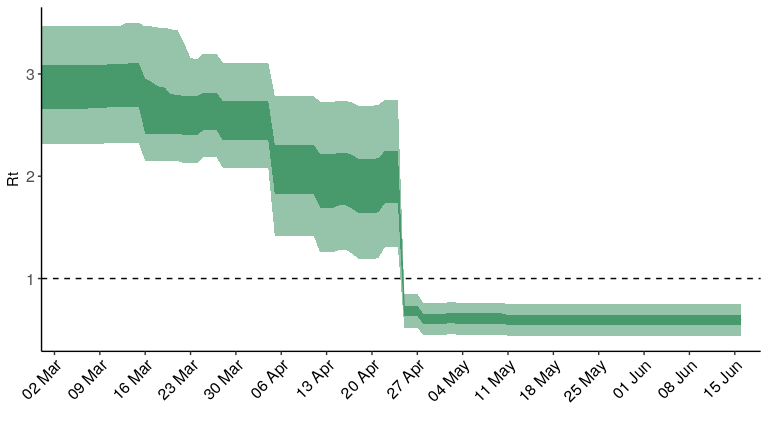 Rt
3
2
1
02 Mar
09 Mar
16 Mar
23 Mar
30 Mar
06 Apr
13 Apr
20 Apr
27 Apr
04 May
11 May
18 May
25 May
01 Jun
08 Jun
15 Jun